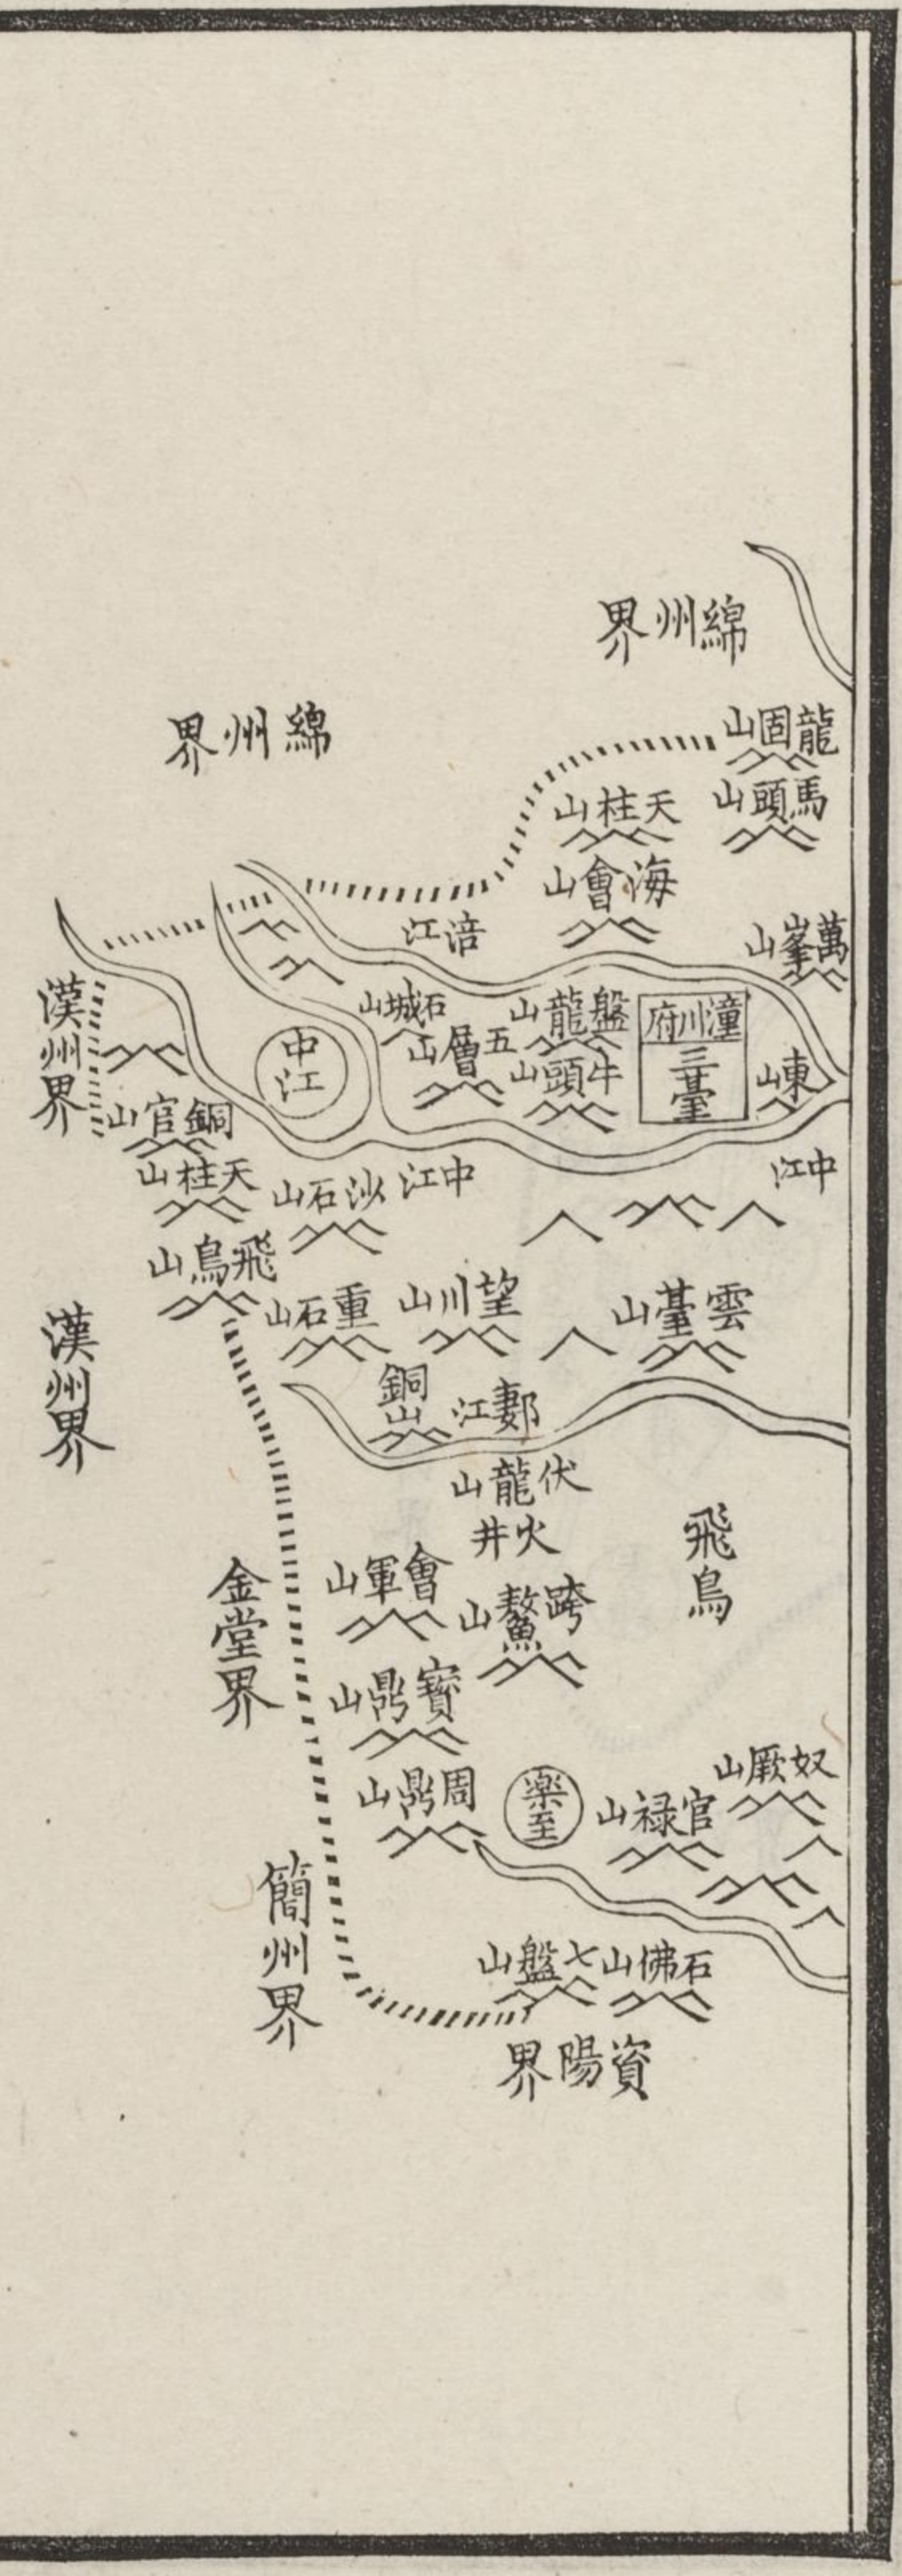 綿州界
綿州界
龍固山
馬頭山
天柱山
海會山
涪江
萬峯山
漢州界
石城山
五層山
盤龍山
牛頭山
潼川府
三臺
東山
中江
銅官山
天柱山
沙石山
中江
中江
飛烏山
重石山
望川山
雲臺山
漢州界
銅山
郪江
伏龍山
火井
飛烏
金堂界
會軍山
跨鰲山
寳鼎山
周鼎山
楽至
官禄山
奴厥山
簡州界
七盤山
石佛山
資陽界